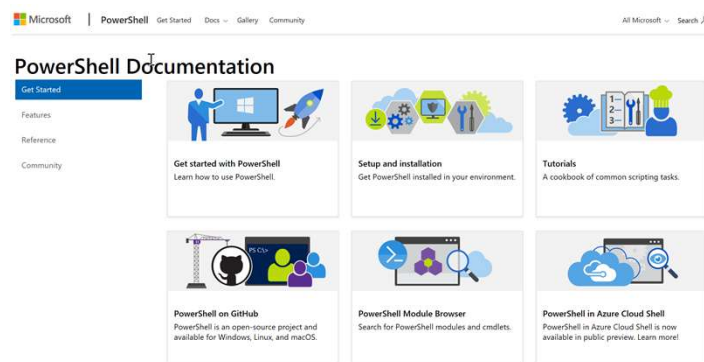 Microsoft PowerShell Get Started Docs Gallery Community All Microsoft Search
PowerShell Documentation
Get Started
Features
Reference
Community
Get started with PowerShell
Learn how to use PowerShell.
Setup and installation
Get PowerShell installed in your environment.
1
2
3
Tutorials
A cookbook of common scripting tasks.
PS C:\>
PowerShell on GitHub
PowerShell is an open-source project and
available for Windows, Linux, and macOS.
PowerShell Module Browser
Search for PowerShell modules and cmdlets.
PowerShell in Azure Cloud Shell
PowerShell in Azure Cloud Shell is now
available in public preview. Learn more!